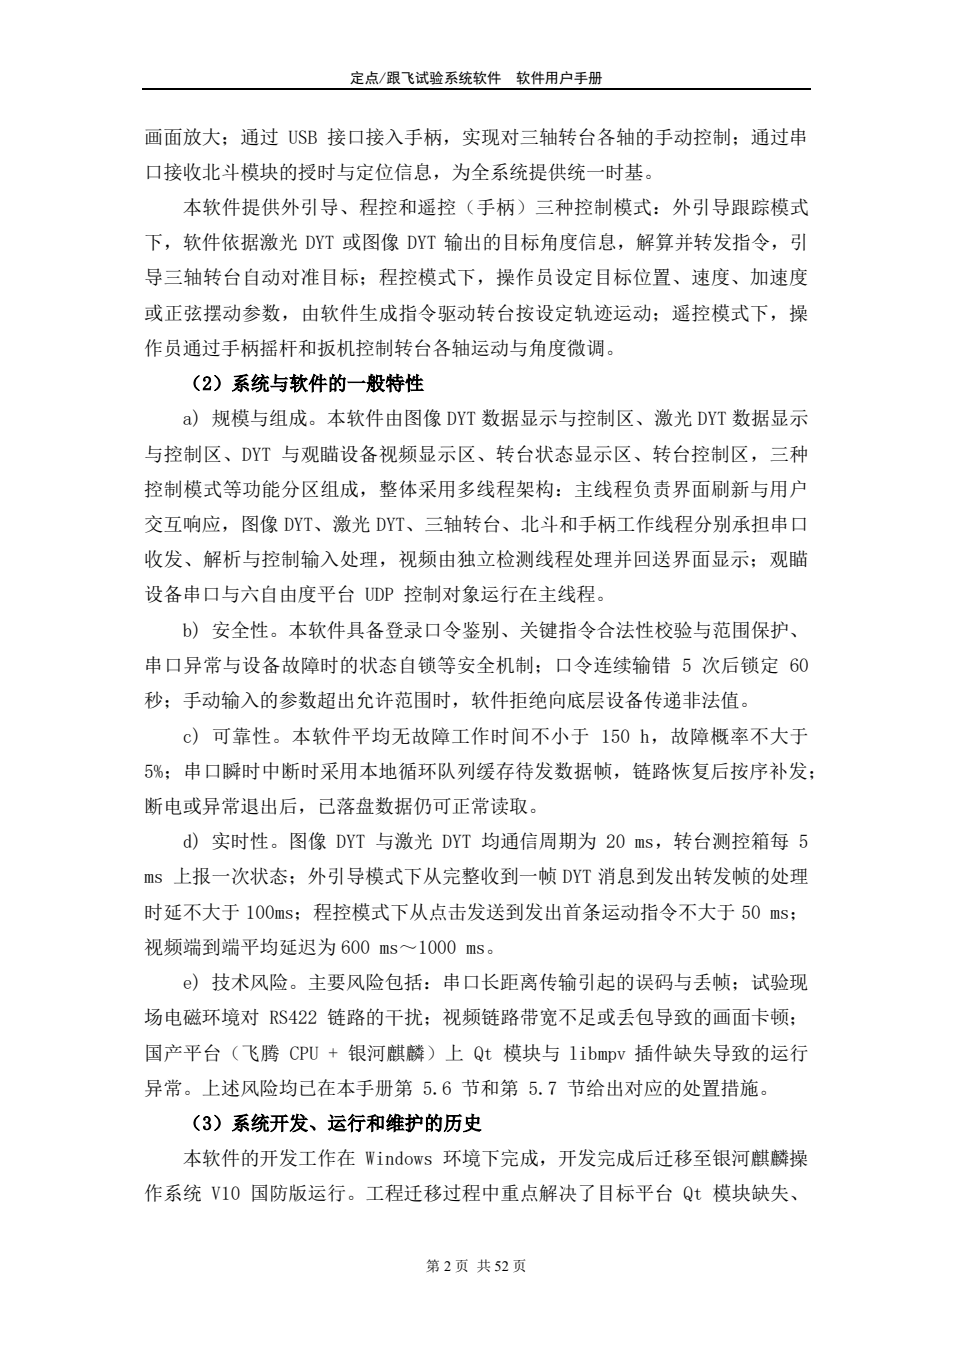 定点/跟飞试验系统软件　软件用户手册
画面放大；通过 USB 接口接入手柄，实现对三轴转台各轴的手动控制；通过串
口接收北斗模块的授时与定位信息，为全系统提供统一时基。
本软件提供外引导、程控和遥控（手柄）三种控制模式：外引导跟踪模式
下，软件依据激光 DYT 或图像 DYT 输出的目标角度信息，解算并转发指令，引
导三轴转台自动对准目标；程控模式下，操作员设定目标位置、速度、加速度
或正弦摆动参数，由软件生成指令驱动转台按设定轨迹运动；遥控模式下，操
作员通过手柄摇杆和扳机控制转台各轴运动与角度微调。
（2）系统与软件的一般特性
a) 规模与组成。本软件由图像 DYT 数据显示与控制区、激光 DYT 数据显示
与控制区、DYT 与观瞄设备视频显示区、转台状态显示区、转台控制区，三种
控制模式等功能分区组成，整体采用多线程架构：主线程负责界面刷新与用户
交互响应，图像 DYT、激光 DYT、三轴转台、北斗和手柄工作线程分别承担串口
收发、解析与控制输入处理，视频由独立检测线程处理并回送界面显示；观瞄
设备串口与六自由度平台 UDP 控制对象运行在主线程。
b) 安全性。本软件具备登录口令鉴别、关键指令合法性校验与范围保护、
串口异常与设备故障时的状态自锁等安全机制；口令连续输错 5 次后锁定 60
秒；手动输入的参数超出允许范围时，软件拒绝向底层设备传递非法值。
c) 可靠性。本软件平均无故障工作时间不小于 150 h，故障概率不大于
5%；串口瞬时中断时采用本地循环队列缓存待发数据帧，链路恢复后按序补发；
断电或异常退出后，已落盘数据仍可正常读取。
d) 实时性。图像 DYT 与激光 DYT 均通信周期为 20 ms，转台测控箱每 5
ms 上报一次状态；外引导模式下从完整收到一帧 DYT 消息到发出转发帧的处理
时延不大于 100ms；程控模式下从点击发送到发出首条运动指令不大于 50 ms；
视频端到端平均延迟为 600 ms～1000 ms。
e) 技术风险。主要风险包括：串口长距离传输引起的误码与丢帧；试验现
场电磁环境对 RS422 链路的干扰；视频链路带宽不足或丢包导致的画面卡顿；
国产平台（飞腾 CPU + 银河麒麟）上 Qt 模块与 libmpv 插件缺失导致的运行
异常。上述风险均已在本手册第 5.6 节和第 5.7 节给出对应的处置措施。
（3）系统开发、运行和维护的历史
本软件的开发工作在 Windows 环境下完成，开发完成后迁移至银河麒麟操
作系统 V10 国防版运行。工程迁移过程中重点解决了目标平台 Qt 模块缺失、
第 2 页 共 52 页